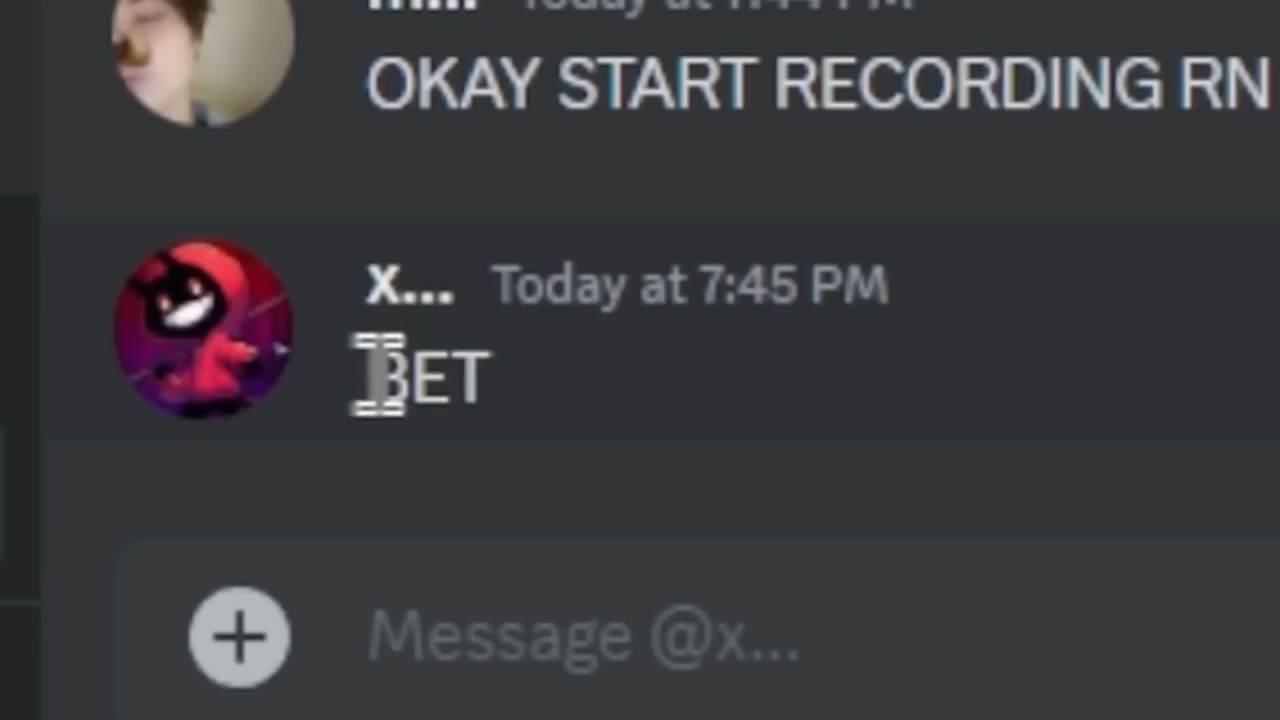 Today at 7:44 PM
OKAY START RECORDING RN
X... Today at 7:45 PM
BET
Message @x...